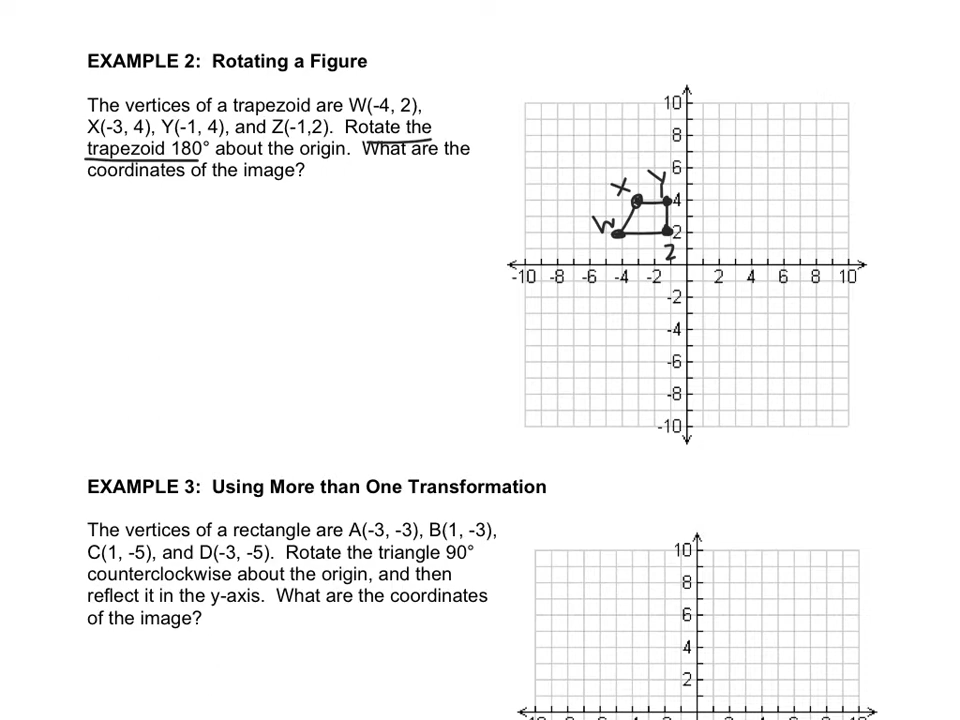 EXAMPLE 2: Rotating a Figure
The vertices of a trapezoid are W(-4, 2),
X(-3, 4), Y(-1, 4), and Z(-1,2). Rotate the
trapezoid 180° about the origin. What are the
coordinates of the image?
10
8
6
X Y
4
W
2
Z
-10 -8 -6 -4 -2 2 4 6 8 10
-2
-4
-6
-8
-10
EXAMPLE 3: Using More than One Transformation
The vertices of a rectangle are A(-3, -3), B(1, -3),
C(1, -5), and D(-3, -5). Rotate the triangle 90°
counterclockwise about the origin, and then
reflect it in the y-axis. What are the coordinates
of the image?
10
8
6
4
2